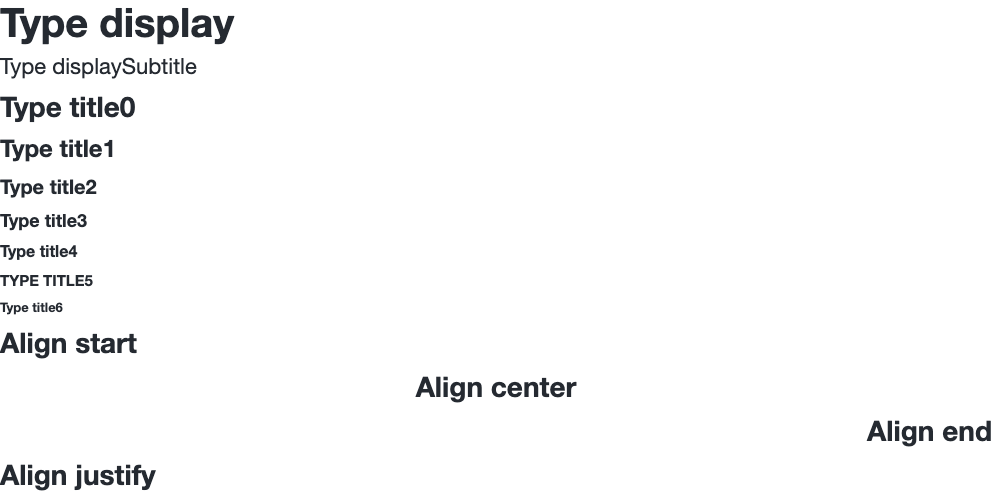 Type display
Type displaySubtitle
Type title0
Type title1
Type title2
Type title3
Type title4
TYPE TITLE5
Type title6
Align start
Align center
Align end
Align justify